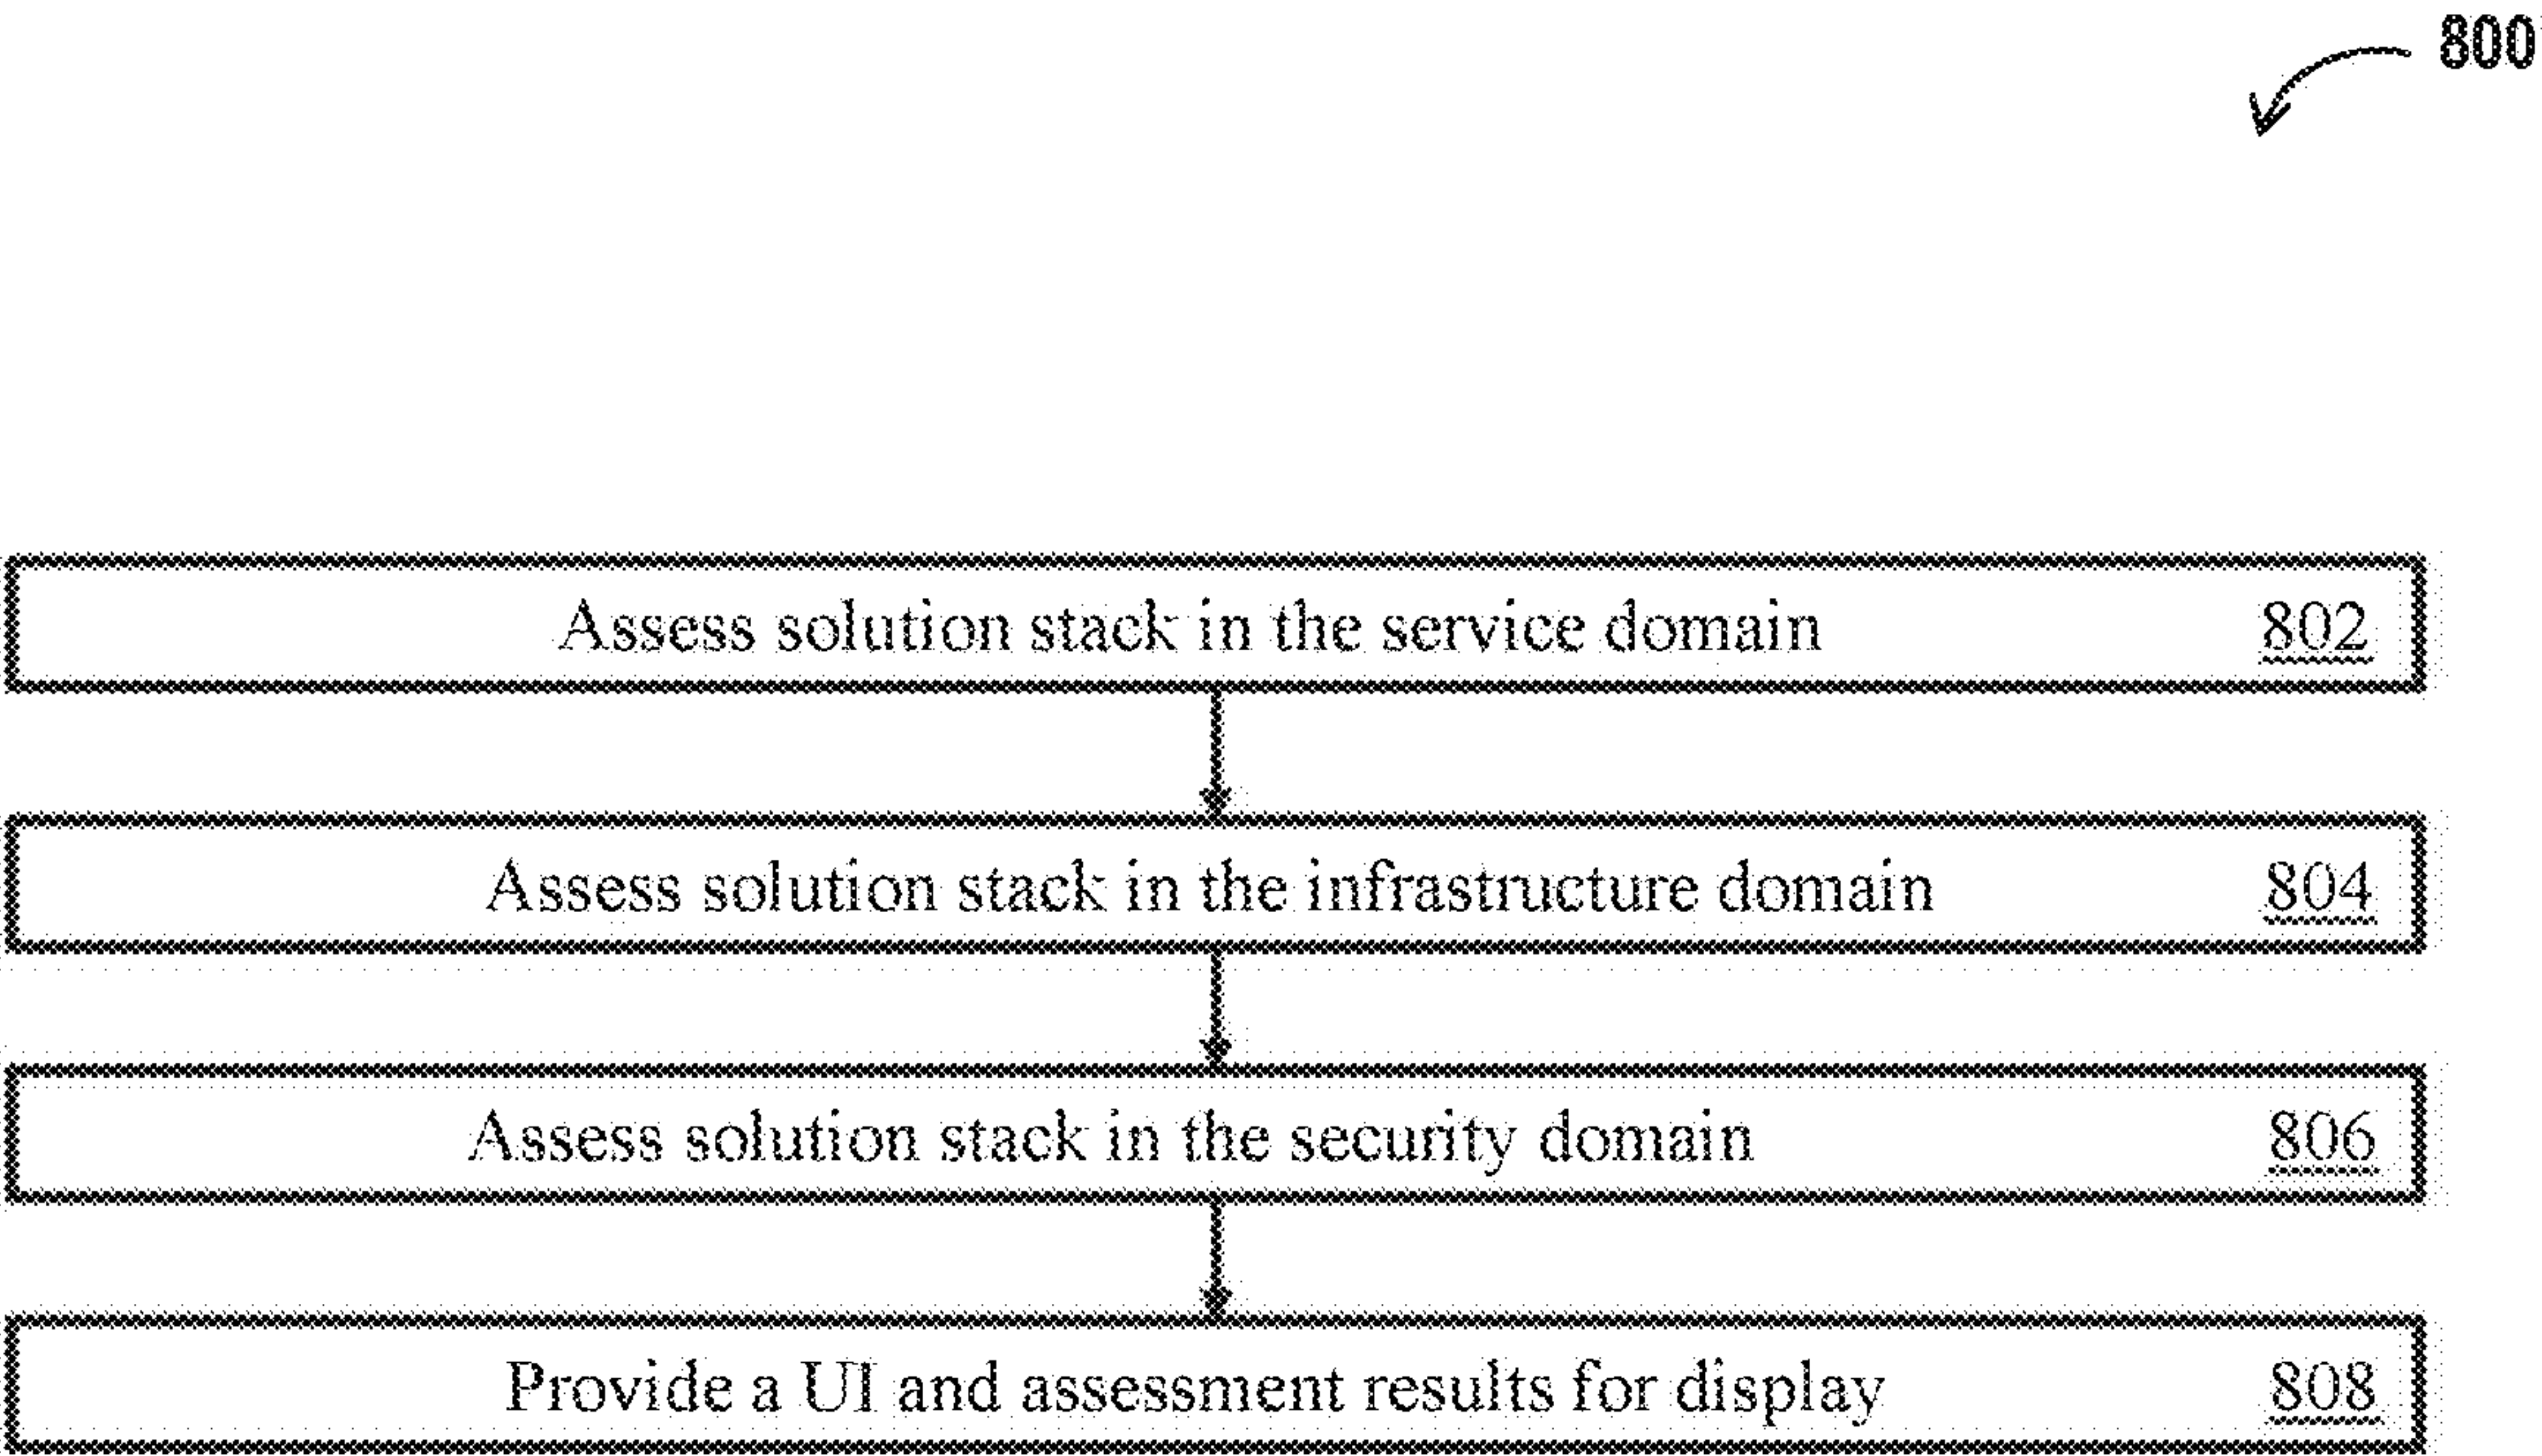 800
Assess solution stack in the service domain 802
Assess solution stack in the infrastructure domain 804
Assess solution stack in the security domain 806
Provide a UI and assessment results for display 808